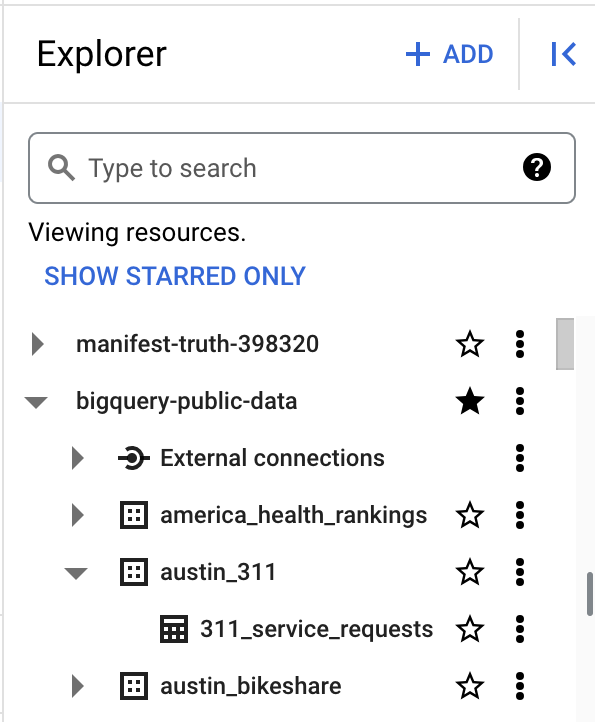 Explorer
+ ADD
Type to search
?
Viewing resources.
SHOW STARRED ONLY
manifest-truth-398320
bigquery-public-data
External connections
america_health_rankings
austin_311
311_service_requests
austin_bikeshare